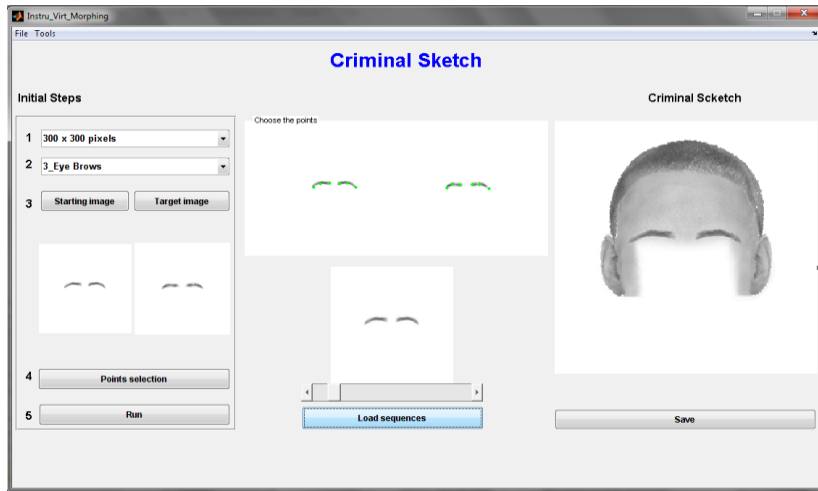 Instru_Virt_Morphing
File Tools
Criminal Sketch
Initial Steps
Criminal Scketch
Choose the points
1 300 x 300 pixels
2 3_Eye Brows
3 Starting image Target image
4 Points selection
5 Run
Load sequences
Save